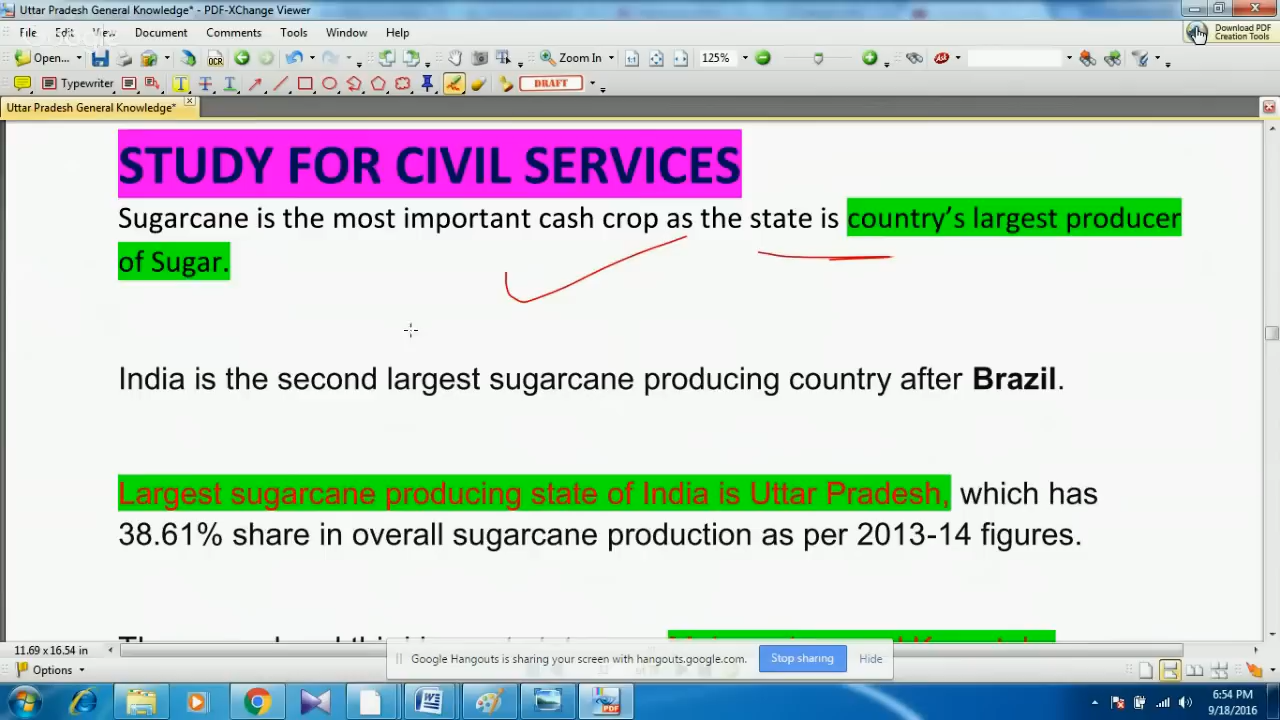 Uttar Pradesh General Knowledge* - PDF-XChange Viewer
File Edit View Document Comments Tools Window Help
Download PDF
Creation Tools
Open... OCR Zoom In 125%
Typewriter DRAFT
Uttar Pradesh General Knowledge*
STUDY FOR CIVIL SERVICES
Sugarcane is the most important cash crop as the state is country's largest producer
of Sugar.
India is the second largest sugarcane producing country after Brazil.
Largest sugarcane producing state of India is Uttar Pradesh, which has
38.61% share in overall sugarcane production as per 2013-14 figures.
11.69 x 16.54 in
Google Hangouts is sharing your screen with hangouts.google.com. Stop sharing Hide
Options
6:54 PM
9/18/2016